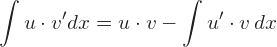 ∫ u · v′dx = u · v − ∫ u′ · v dx